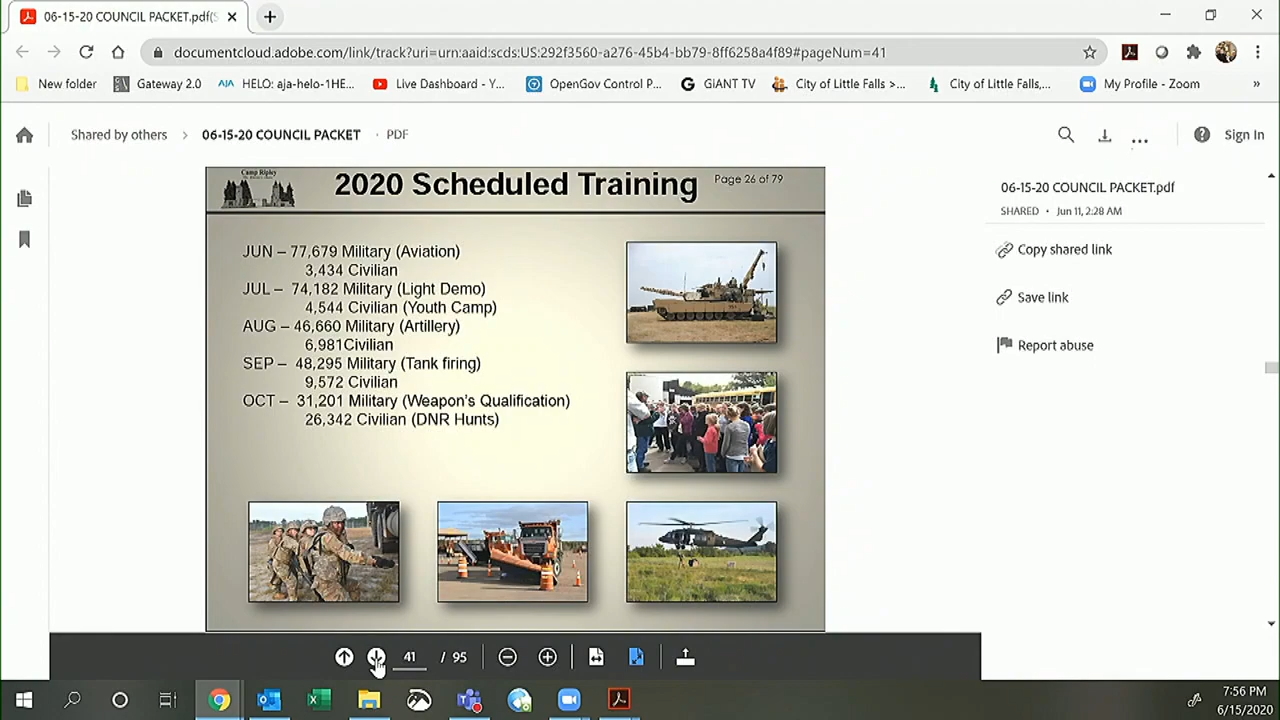 06-15-20 COUNCIL PACKET.pdf(S
documentcloud.adobe.com/link/track?uri=urn:aaid:scds:US:292f3560-a276-45b4-bb79-8ff6258a4f89#pageNum=41
New folder
Gateway 2.0
AJA
HELO: aja-helo-1HE...
Live Dashboard - Y...
OpenGov Control P...
G
GIANT TV
City of Little Falls >...
City of Little Falls,...
My Profile - Zoom
»
Shared by others > 06-15-20 COUNCIL PACKET · PDF
Sign In
Camp Ripley
2020 Scheduled Training
Page 26 of 79
JUN – 77,679 Military (Aviation)
3,434 Civilian
JUL – 74,182 Military (Light Demo)
4,544 Civilian (Youth Camp)
AUG – 46,660 Military (Artillery)
6,981Civilian
SEP – 48,295 Military (Tank firing)
9,572 Civilian
OCT – 31,201 Military (Weapon's Qualification)
26,342 Civilian (DNR Hunts)
06-15-20 COUNCIL PACKET.pdf
SHARED · Jun 11, 2:28 AM
Copy shared link
Save link
Report abuse
41 / 95
7:56 PM
6/15/2020